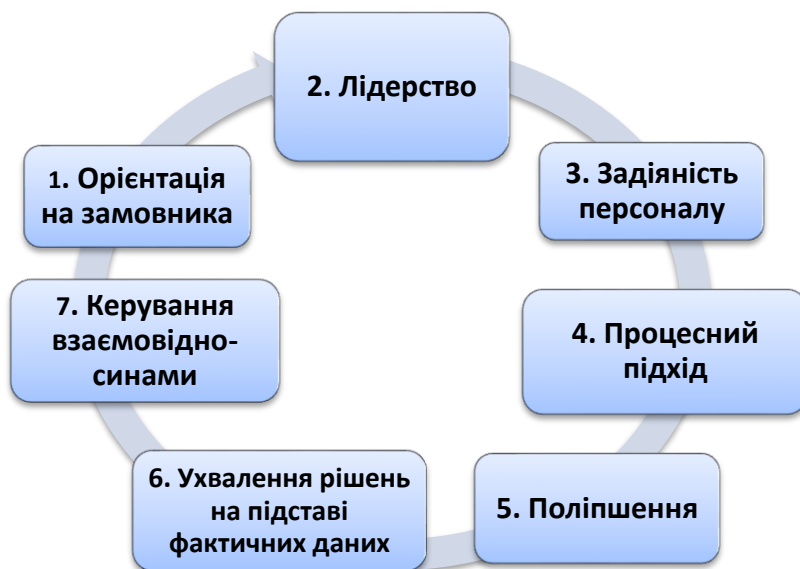 2. Лідерство
1. Орієнтація
на замовника
3. Задіяність
персоналу
7. Керування
взаємовідно-
синами
4. Процесний
підхід
6. Ухвалення рішень
на підставі
фактичних даних
5. Поліпшення